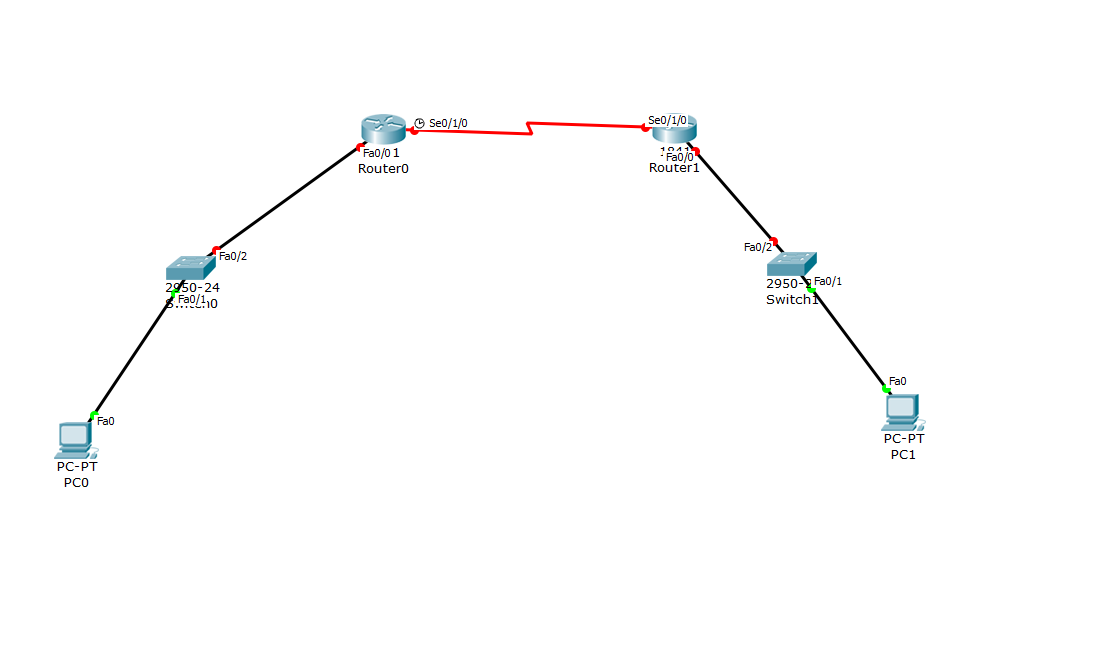 Se0/1/0
Se0/1/0
Fa0/0
1
Router0
Fa0/0
Router1
Fa0/2
2950-24
Fa0/1
Fa0/2
Fa0/1
Switch1
Fa0
PC-PT
PC0
Fa0
PC-PT
PC1